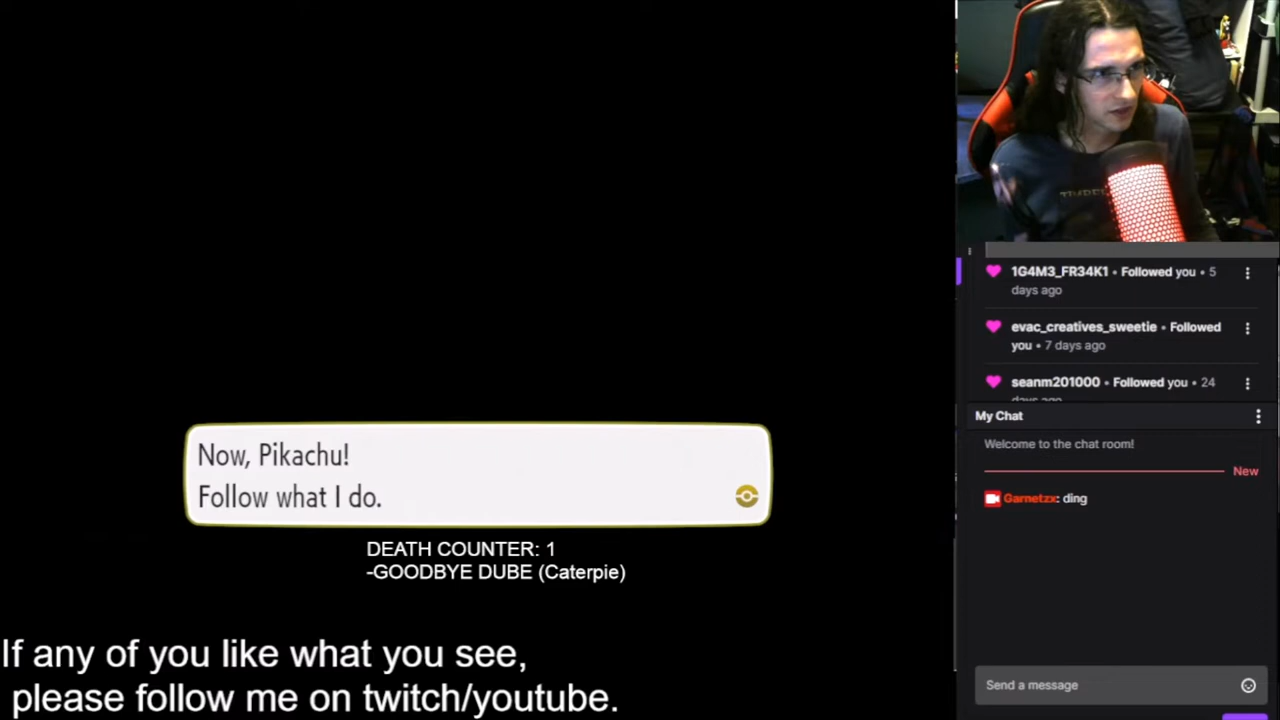 Now, Pikachu!
Follow what I do.
DEATH COUNTER: 1
-GOODBYE DUBE (Caterpie)
If any of you like what you see,
please follow me on twitch/youtube.
1G4M3_FR34K1 • Followed you • 5
days ago
evac_creatives_sweetie • Followed
you • 7 days ago
seanm201000 • Followed you • 24
days ago
My Chat
Welcome to the chat room!
New
Garnetzx: ding
Send a message